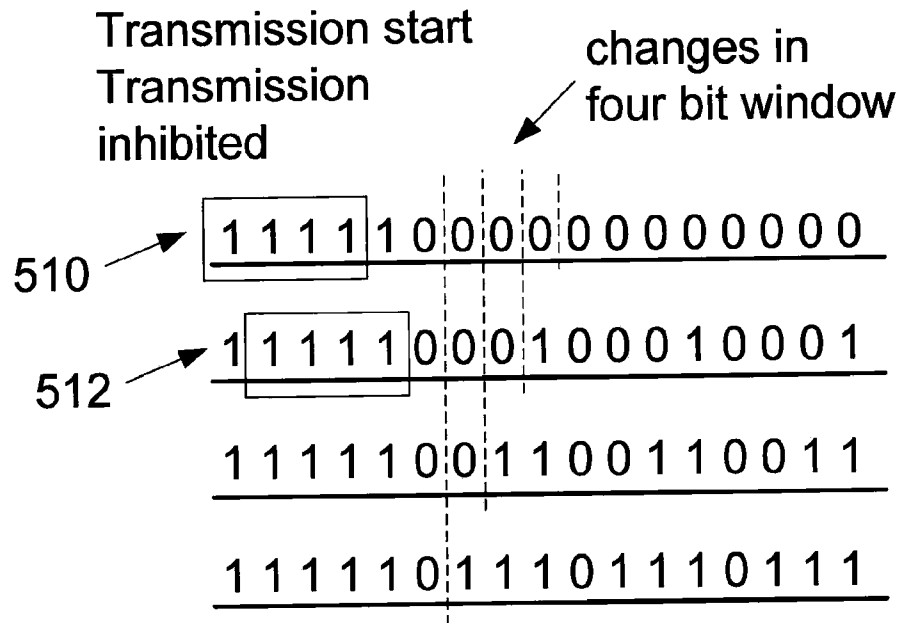 Transmission start
Transmission
inhibited
changes in
four bit window
1 1 1 1 1 0 0 0 0 0 0 0 0 0 0 0 0
510
1 1 1 1 1 0 0 0 1 0 0 0 1 0 0 0 1
512
1 1 1 1 1 0 0 1 1 0 0 1 1 0 0 1 1
1 1 1 1 1 0 1 1 1 0 1 1 1 0 1 1 1